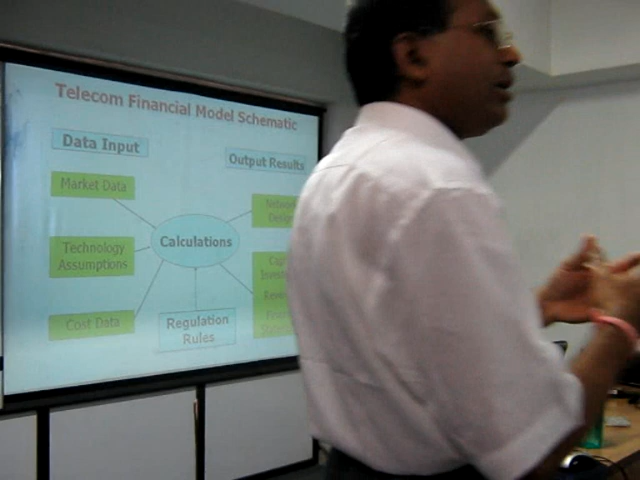 Telecom Financial Model Schematic
Data Input
Output Results
Market Data
Technology
Assumptions
Cost Data
Calculations
Regulation
Rules